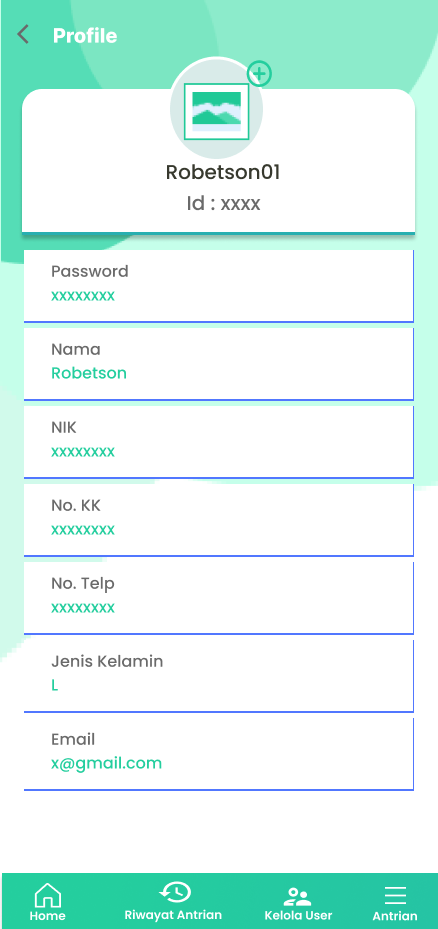 Profile
Robetson01
Id : xxxx
Password
xxxxxxxx
Nama
Robetson
NIK
xxxxxxxx
No. KK
xxxxxxxx
No. Telp
xxxxxxxx
Jenis Kelamin
L
Email
x@gmail.com
Home Riwayat Antrian Kelola User Antrian